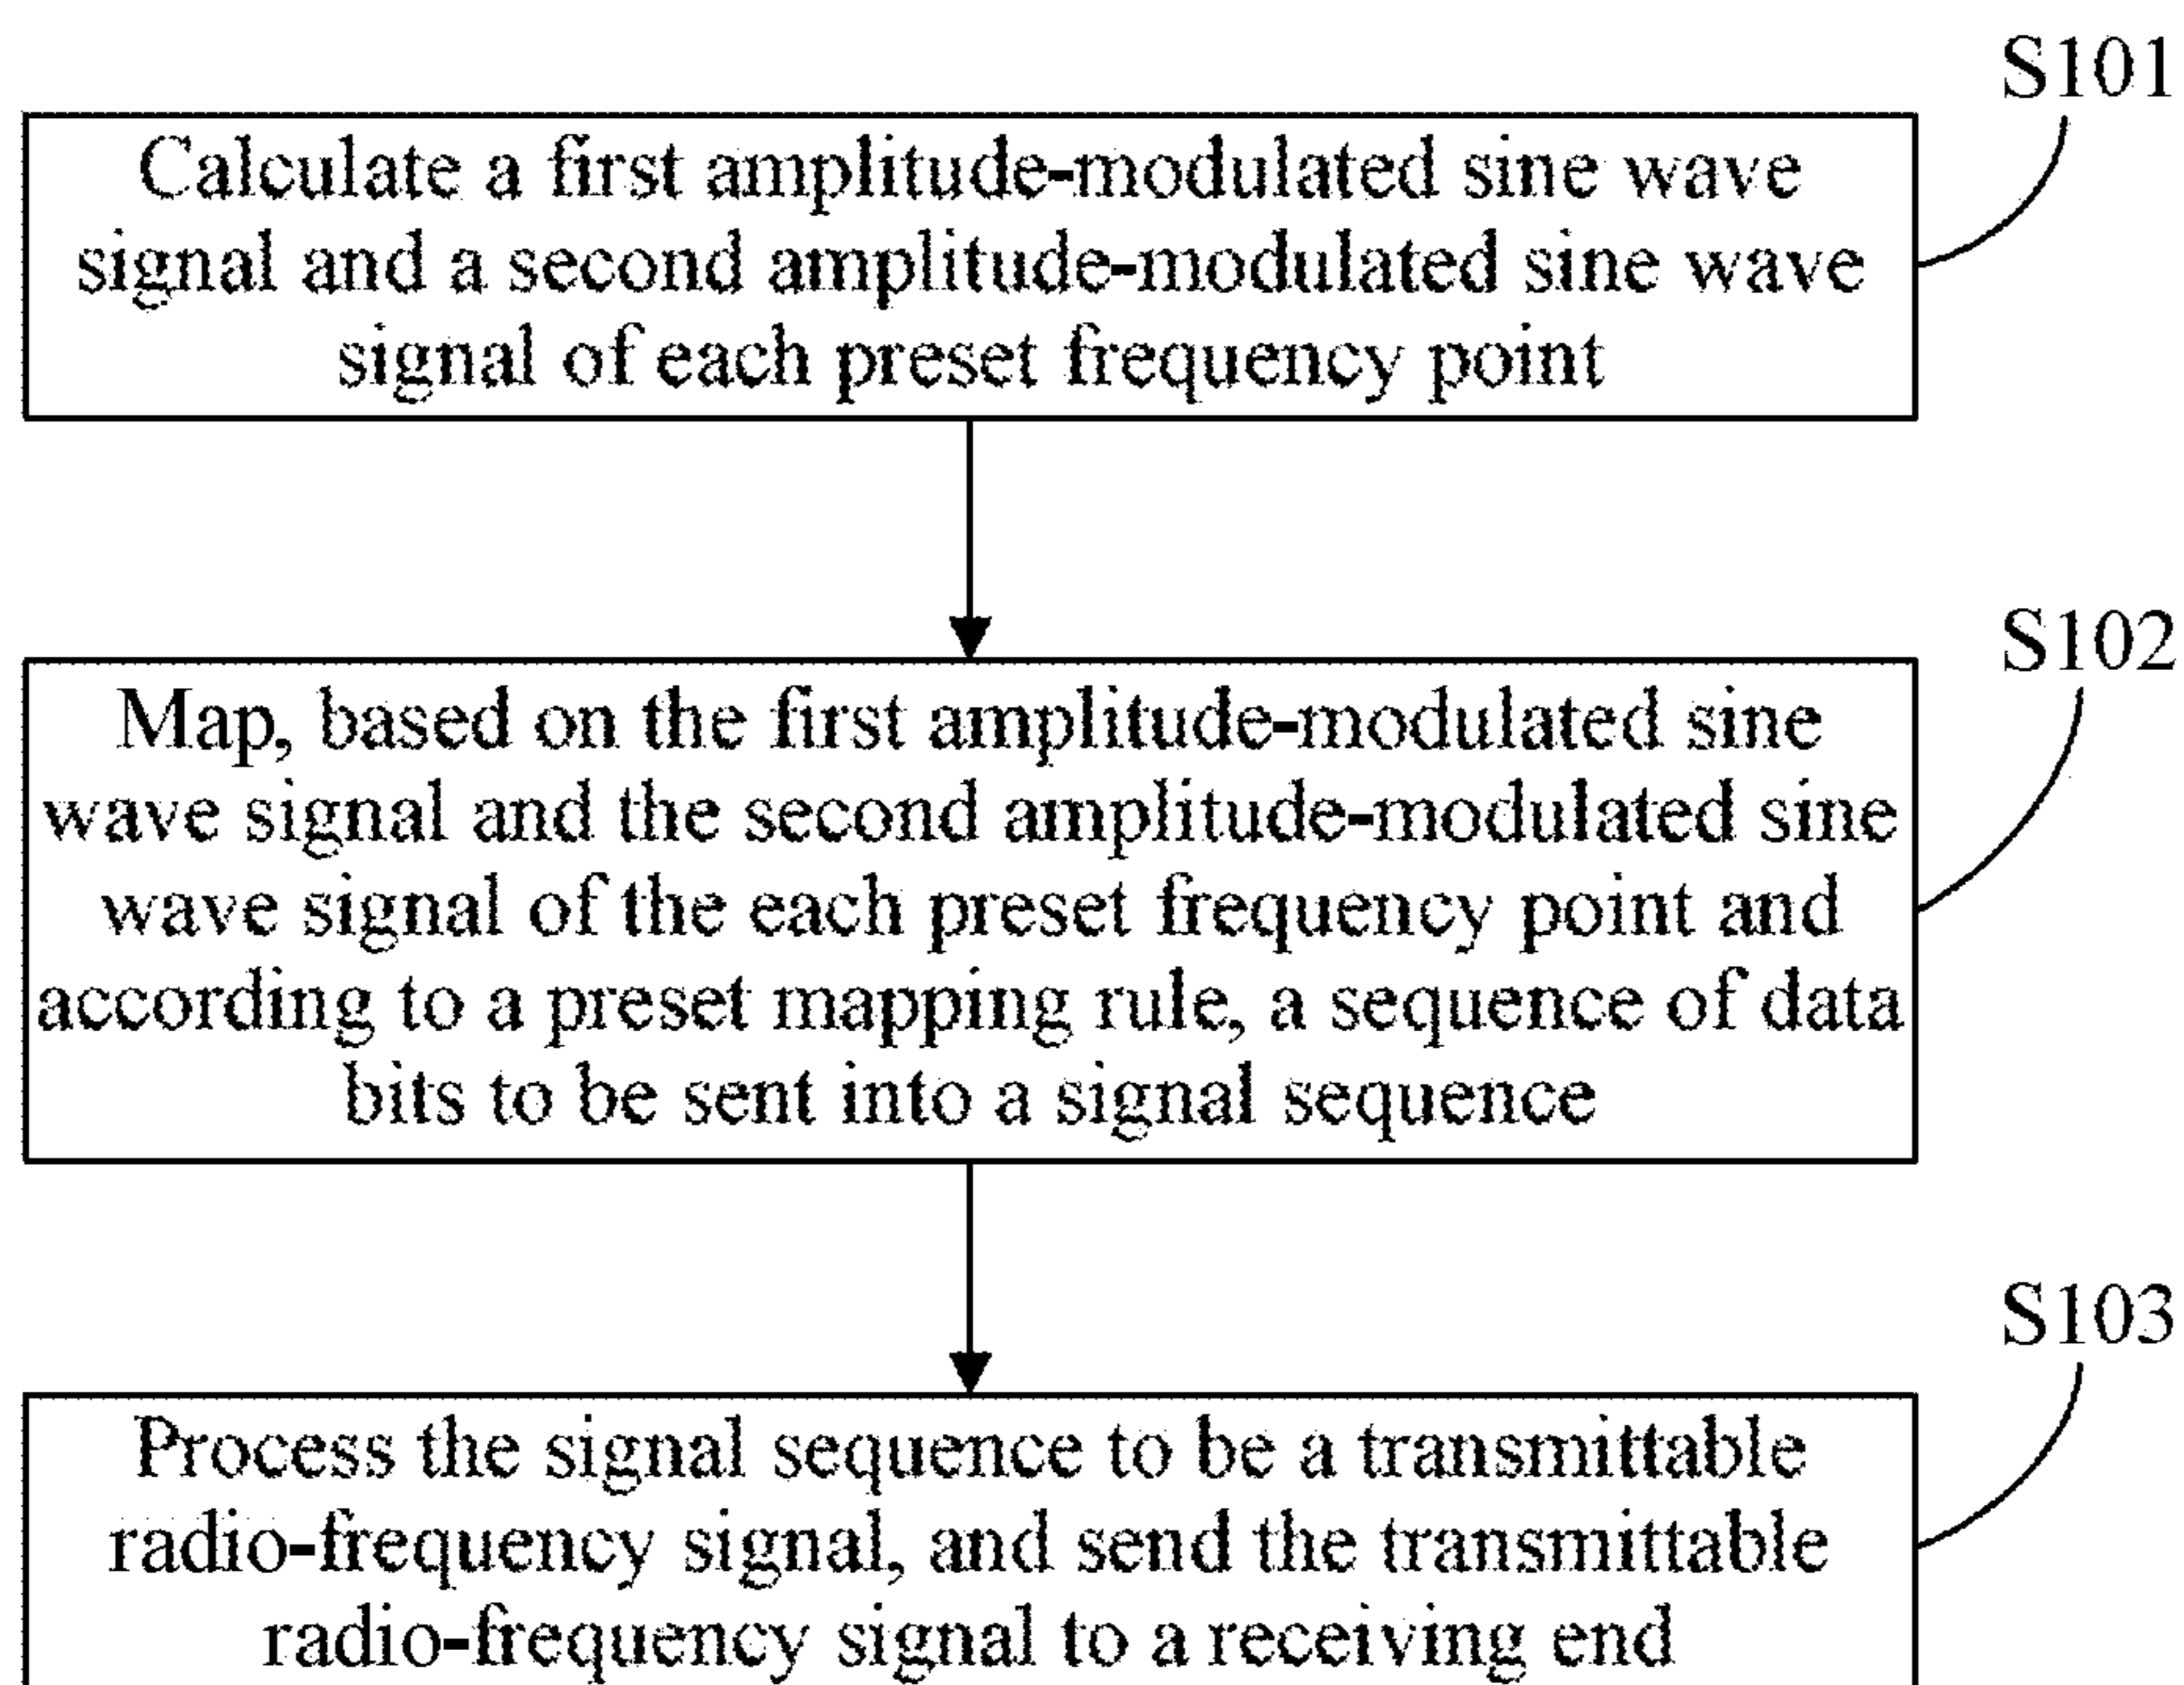 S101
Calculate a first amplitude-modulated sine wave
signal and a second amplitude-modulated sine wave
signal of each preset frequency point
S102
Map, based on the first amplitude-modulated sine
wave signal and the second amplitude-modulated sine
wave signal of the each preset frequency point and
according to a preset mapping rule, a sequence of data
bits to be sent into a signal sequence
S103
Process the signal sequence to be a transmittable
radio-frequency signal, and send the transmittable
radio-frequency signal to a receiving end